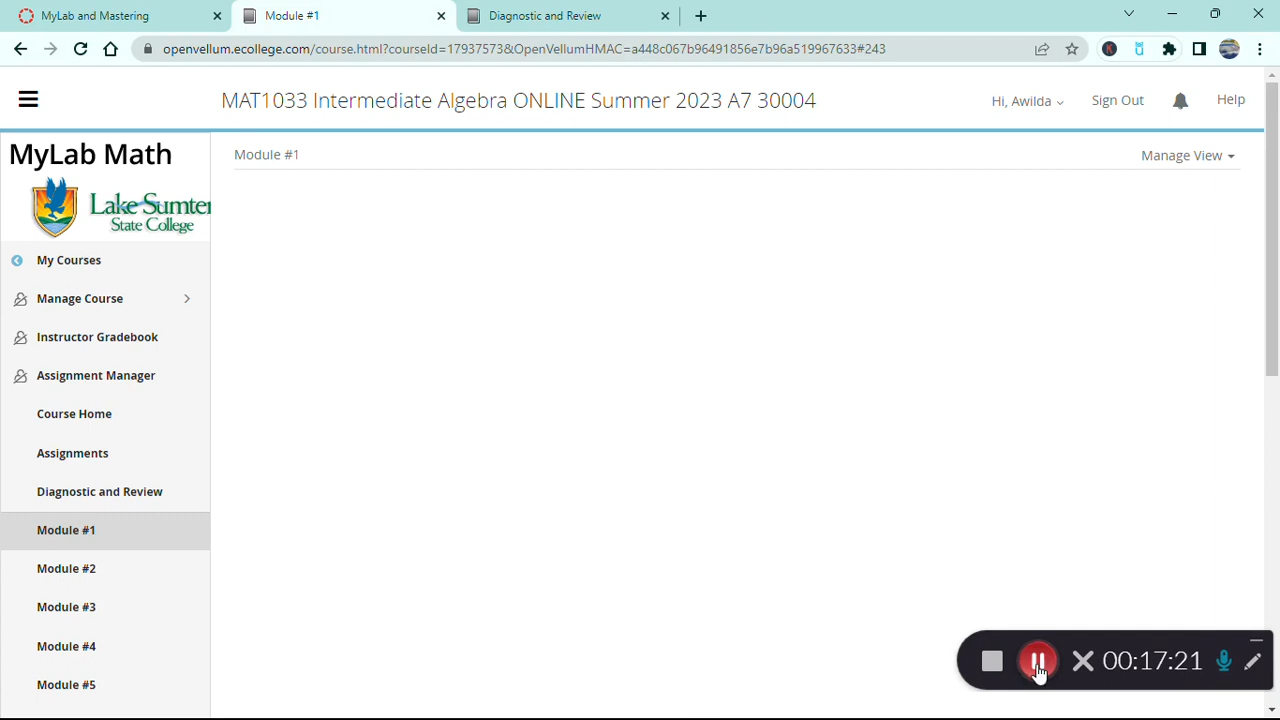 MyLab and Mastering
Module #1
Diagnostic and Review
openvellum.ecollege.com/course.html?courseId=17937573&OpenVellumHMAC=a448c067b96491856e7b96a519967633#243
K
MAT1033 Intermediate Algebra ONLINE Summer 2023 A7 30004
Hi, Awilda
Sign Out
Help
MyLab Math
Lake Sumter
State College
Module #1
Manage View
My Courses
Manage Course
Instructor Gradebook
Assignment Manager
Course Home
Assignments
Diagnostic and Review
Module #1
Module #2
Module #3
Module #4
Module #5
00:17:21